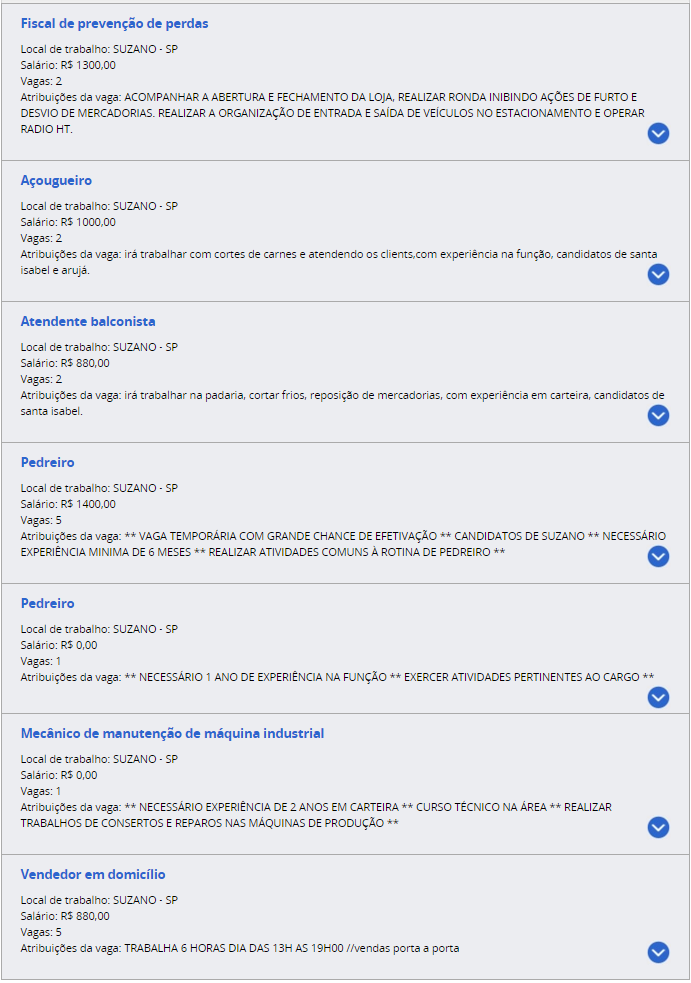 Fiscal de prevenção de perdas
Local de trabalho: SUZANO - SP
Salário: R$ 1300,00
Vagas: 2
Atribuições da vaga: ACOMPANHAR A ABERTURA E FECHAMENTO DA LOJA, REALIZAR RONDA INIBINDO AÇÕES DE FURTO E
DESVIO DE MERCADORIAS. REALIZAR A ORGANIZAÇÃO DE ENTRADA E SAÍDA DE VEÍCULOS NO ESTACIONAMENTO E OPERAR
RADIO HT.
Açougueiro
Local de trabalho: SUZANO - SP
Salário: R$ 1000,00
Vagas: 2
Atribuições da vaga: irá trabalhar com cortes de carnes e atendendo os clients,com experiência na função, candidatos de santa
isabel e arujá.
Atendente balconista
Local de trabalho: SUZANO - SP
Salário: R$ 880,00
Vagas: 2
Atribuições da vaga: irá trabalhar na padaria, cortar frios, reposição de mercadorias, com experiência em carteira, candidatos de
santa isabel.
Pedreiro
Local de trabalho: SUZANO - SP
Salário: R$ 1400,00
Vagas: 5
Atribuições da vaga: ** VAGA TEMPORÁRIA COM GRANDE CHANCE DE EFETIVAÇÃO ** CANDIDATOS DE SUZANO ** NECESSÁRIO
EXPERIÊNCIA MINIMA DE 6 MESES ** REALIZAR ATIVIDADES COMUNS À ROTINA DE PEDREIRO **
Pedreiro
Local de trabalho: SUZANO - SP
Salário: R$ 0,00
Vagas: 1
Atribuições da vaga: ** NECESSÁRIO 1 ANO DE EXPERIÊNCIA NA FUNÇÃO ** EXERCER ATIVIDADES PERTINENTES AO CARGO **
Mecânico de manutenção de máquina industrial
Local de trabalho: SUZANO - SP
Salário: R$ 0,00
Vagas: 1
Atribuições da vaga: ** NECESSÁRIO EXPERIÊNCIA DE 2 ANOS EM CARTEIRA ** CURSO TÉCNICO NA ÁREA ** REALIZAR
TRABALHOS DE CONSERTOS E REPAROS NAS MÁQUINAS DE PRODUÇÃO **
Vendedor em domicílio
Local de trabalho: SUZANO - SP
Salário: R$ 880,00
Vagas: 5
Atribuições da vaga: TRABALHA 6 HORAS DIA DAS 13H AS 19H00 //vendas porta a porta